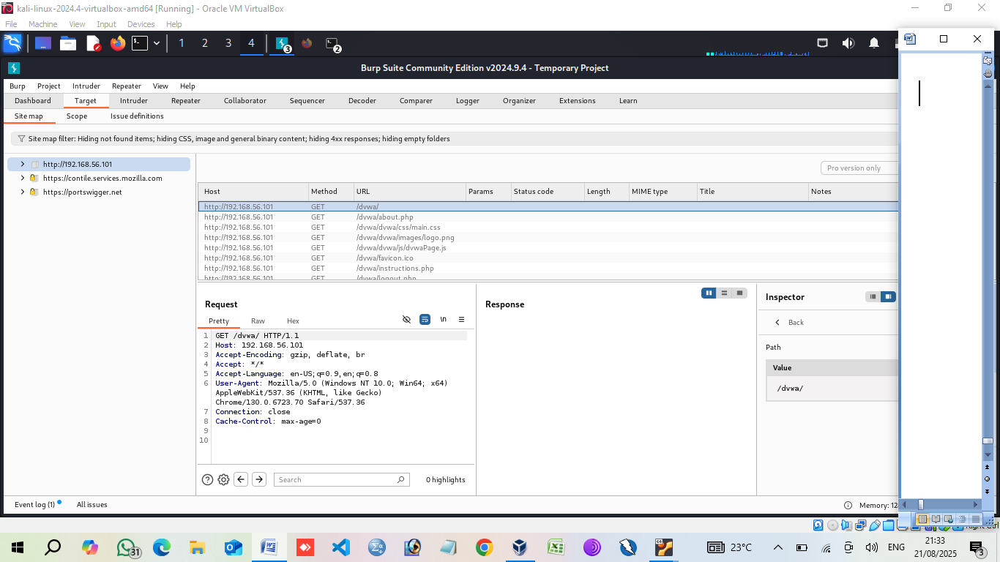 kali-linux-2024.4-virtualbox-amd64 [Running] - Oracle VM VirtualBox
File Machine View Input Devices Help
1 2 3 4 3 2
Burp Suite Community Edition v2024.9.4 - Temporary Project
Burp Project Intruder Repeater View Help
Dashboard Target Intruder Repeater Collaborator Sequencer Decoder Comparer Logger Organizer Extensions Learn
Site map Scope Issue definitions
Site map filter: Hiding not found items; hiding CSS, image and general binary content; hiding 4xx responses; hiding empty folders
http://192.168.56.101
https://contile.services.mozilla.com
https://portswigger.net
Pro version only
Host Method URL Params Status code Length MIME type Title Notes
http://192.168.56.101 GET /dvwa/
http://192.168.56.101 GET /dvwa/about.php
http://192.168.56.101 GET /dvwa/dvwa/css/main.css
http://192.168.56.101 GET /dvwa/dvwa/images/logo.png
http://192.168.56.101 GET /dvwa/dvwa/js/dvwaPage.js
http://192.168.56.101 GET /dvwa/favicon.ico
http://192.168.56.101 GET /dvwa/instructions.php
http://192.168.56.101 GET /dvwa/logout.php
Request
Pretty Raw Hex \n
1 GET /dvwa/ HTTP/1.1
2 Host: 192.168.56.101
3 Accept-Encoding: gzip, deflate, br
4 Accept: */*
5 Accept-Language: en-US;q=0.9,en;q=0.8
6 User-Agent: Mozilla/5.0 (Windows NT 10.0; Win64; x64)
AppleWebKit/537.36 (KHTML, like Gecko)
Chrome/130.0.6723.70 Safari/537.36
7 Connection: close
8 Cache-Control: max-age=0
9
10
Search 0 highlights
Response
Inspector
Back
Path
Value
/dvwa/
Event log (1) All issues
Memory: 12
31
23°C
ENG
21:33
21/08/2025
3